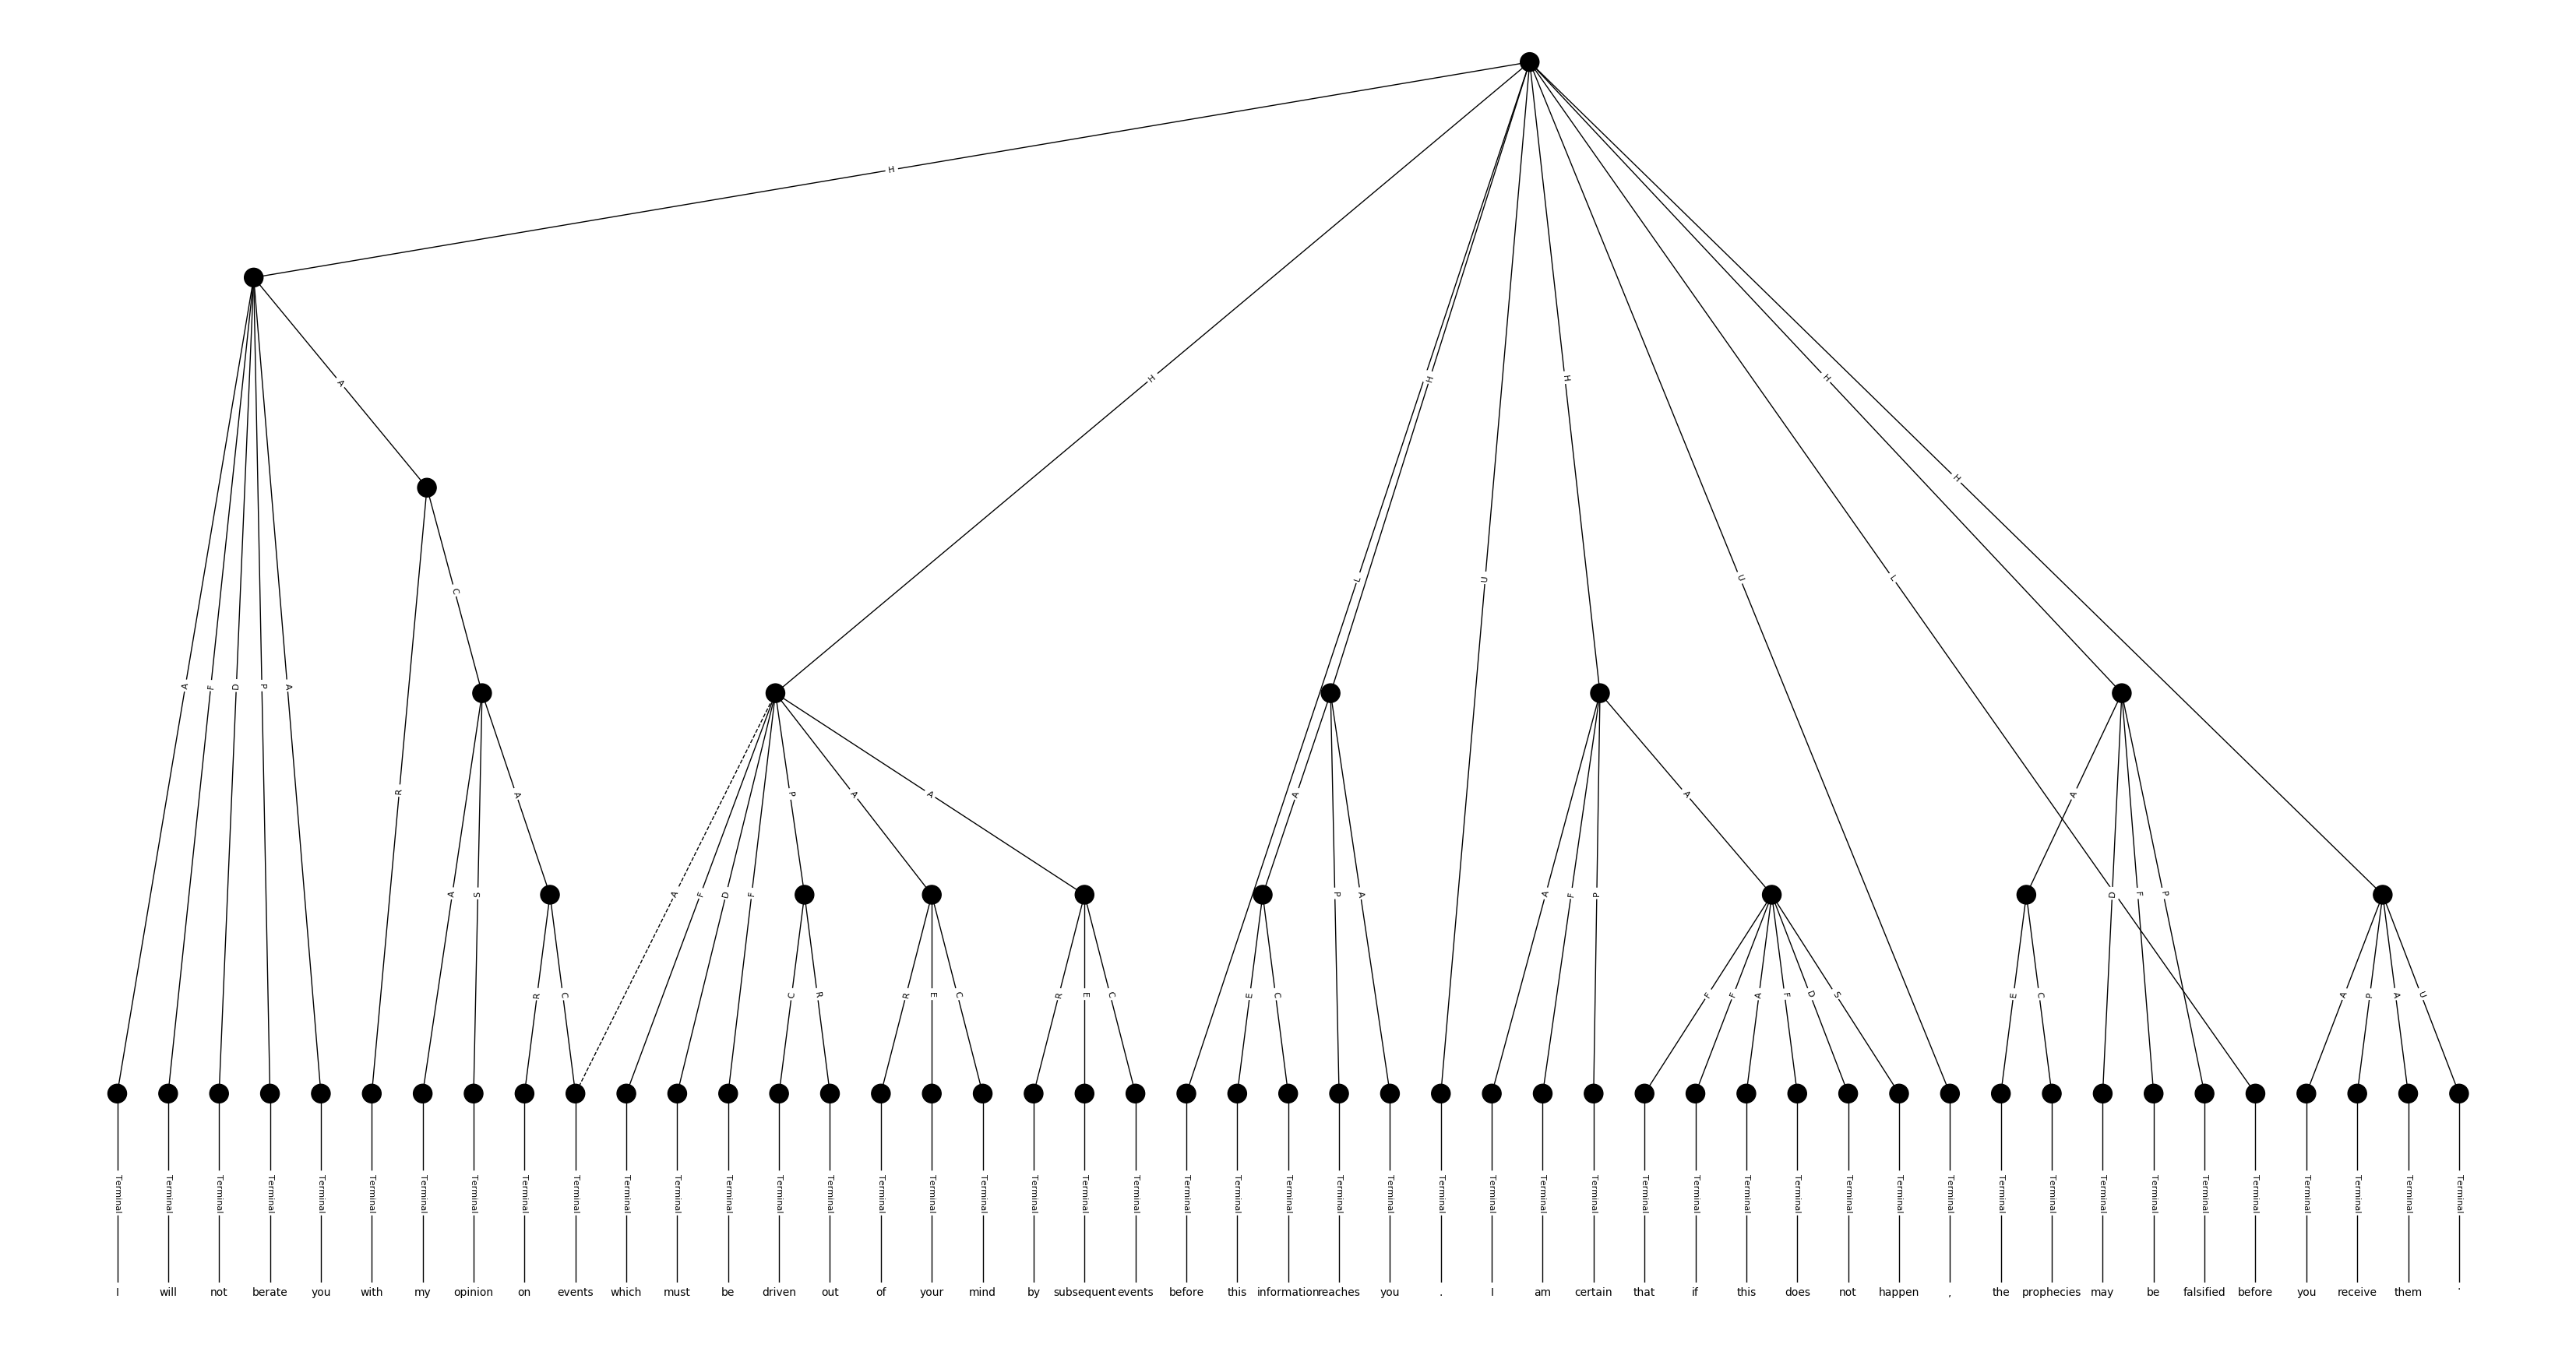 H
A
H H H H
A L U U L H
C
A F D P A
R P A A A A A
A S A A F D F P A A F P D F P
R C C R R E C R E C E C F F A F D S E C A P A U
Terminal Terminal Terminal Terminal Terminal Terminal Terminal Terminal Terminal Terminal Terminal Terminal Terminal Terminal Terminal Terminal Terminal Terminal Terminal Terminal Terminal Terminal Terminal Terminal Terminal Terminal Terminal Terminal Terminal Terminal Terminal Terminal Terminal Terminal Terminal Terminal Terminal Terminal Terminal Terminal Terminal Terminal Terminal Terminal Terminal Terminal Terminal
I will not berate you with my opinion on events which must be driven out of your mind by subsequent events before this information reaches you . I am certain that if this does not happen , the prophecies may be falsified before you receive them .